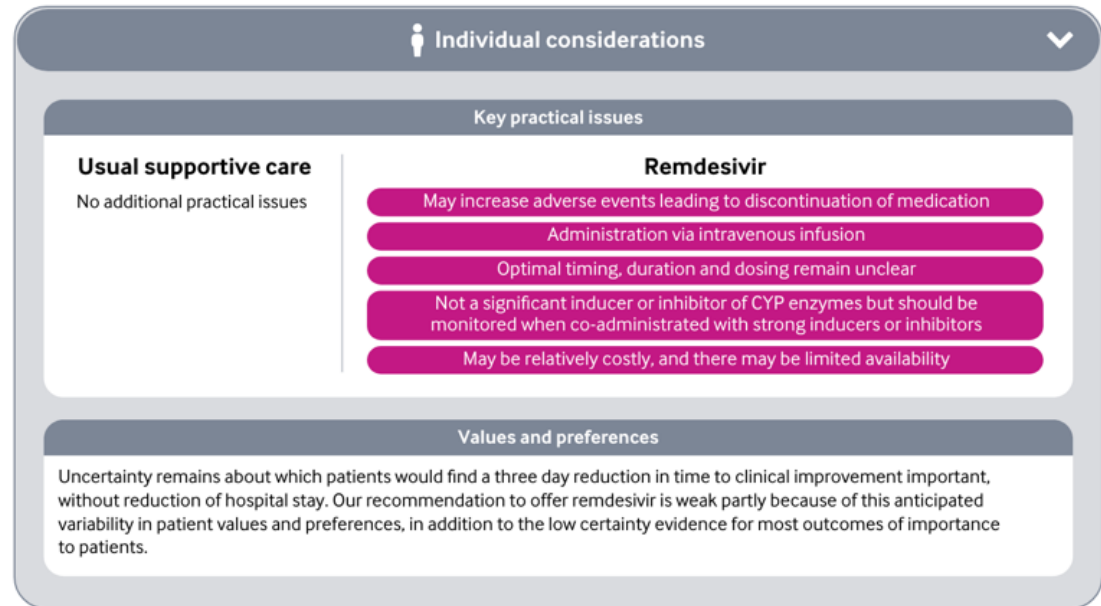 Individual considerations
Key practical issues
Usual supportive care
No additional practical issues
Remdesivir
May increase adverse events leading to discontinuation of medication
Administration via intravenous infusion
Optimal timing, duration and dosing remain unclear
Not a significant inducer or inhibitor of CYP enzymes but should be
monitored when co-administrated with strong inducers or inhibitors
May be relatively costly, and there may be limited availability
Values and preferences
Uncertainty remains about which patients would find a three day reduction in time to clinical improvement important,
without reduction of hospital stay. Our recommendation to offer remdesivir is weak partly because of this anticipated
variability in patient values and preferences, in addition to the low certainty evidence for most outcomes of importance
to patients.